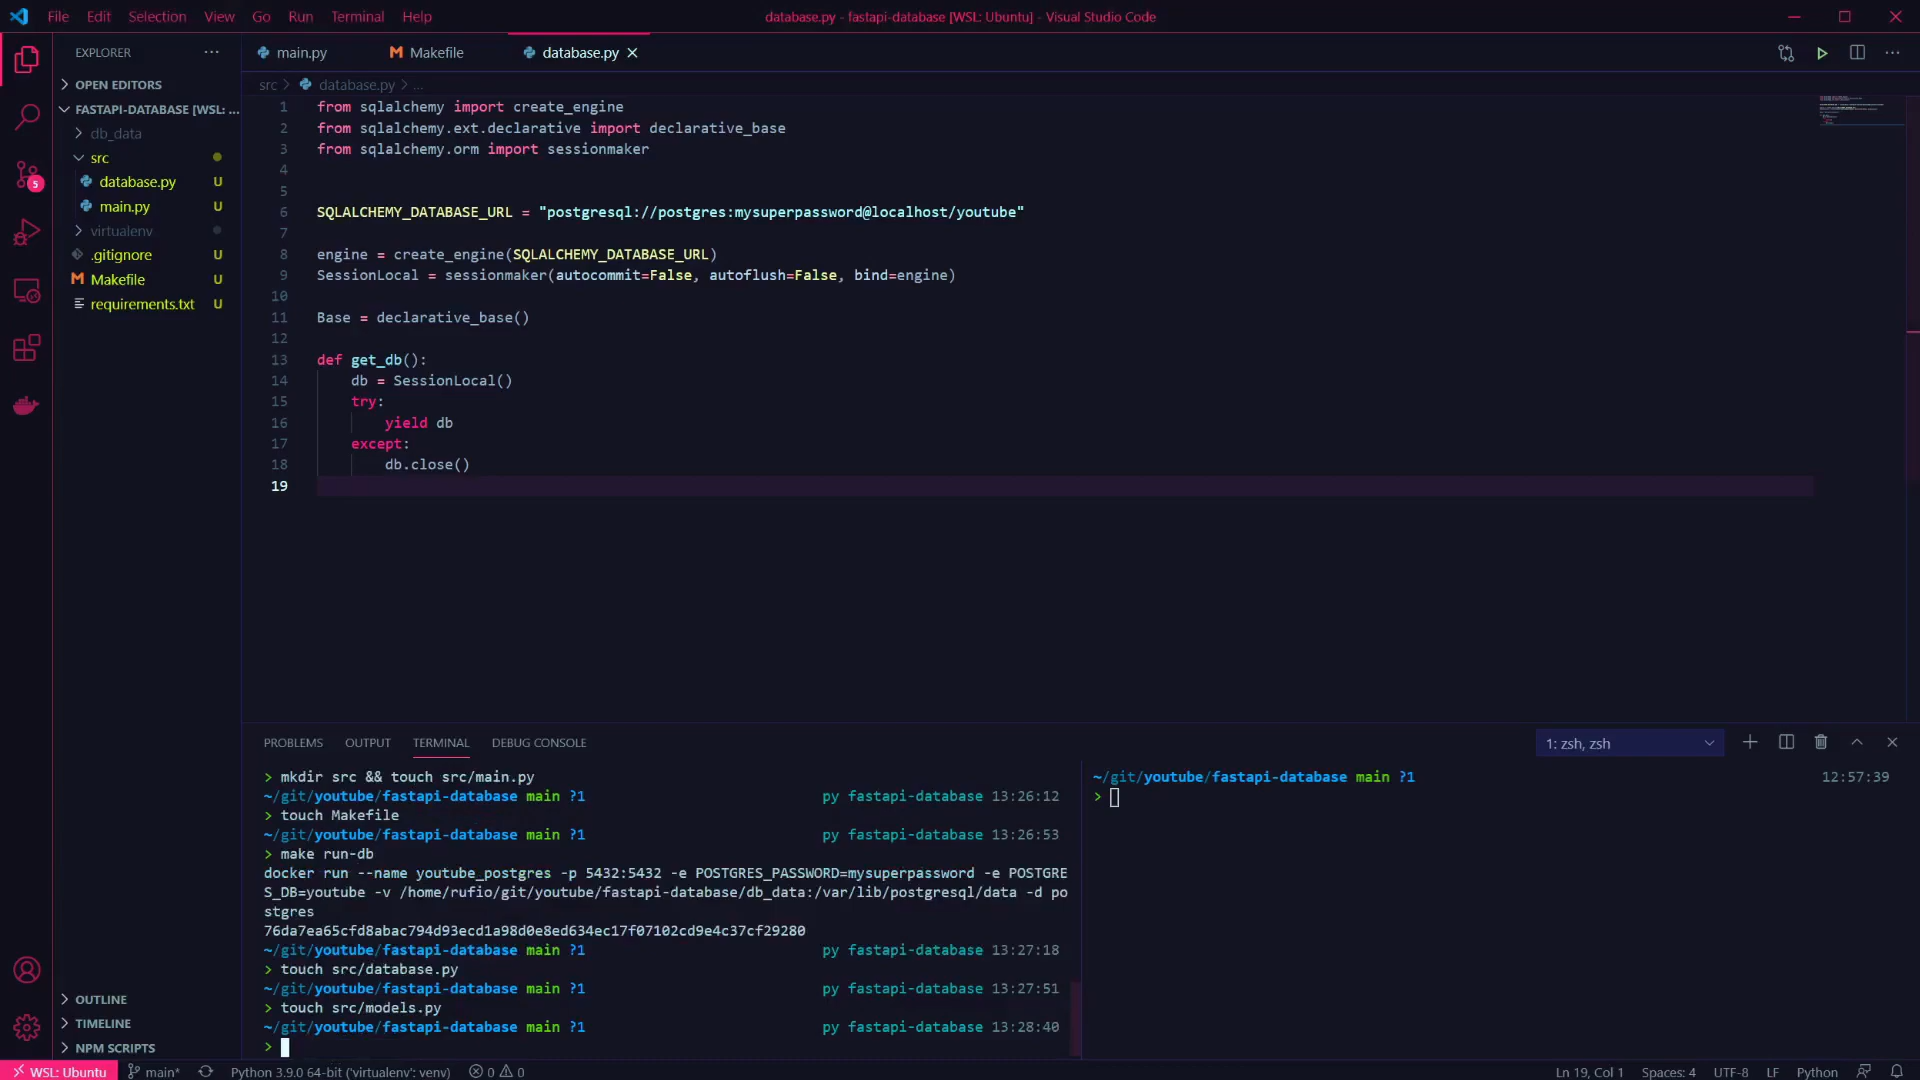 File Edit Selection View Go Run Terminal Help
database.py - fastapi-database [WSL: Ubuntu] - Visual Studio Code
EXPLORER
main.py Makefile database.py
OPEN EDITORS
src > database.py > ...
FASTAPI-DATABASE [WSL: ...
db_data
src
database.py U
main.py U
virtualenv
.gitignore U
Makefile U
requirements.txt U
5
1 from sqlalchemy import create_engine
2 from sqlalchemy.ext.declarative import declarative_base
3 from sqlalchemy.orm import sessionmaker
4
5
6 SQLALCHEMY_DATABASE_URL = "postgresql://postgres:mysuperpassword@localhost/youtube"
7
8 engine = create_engine(SQLALCHEMY_DATABASE_URL)
9 SessionLocal = sessionmaker(autocommit=False, autoflush=False, bind=engine)
10
11 Base = declarative_base()
12
13 def get_db():
14 db = SessionLocal()
15 try:
16 yield db
17 except:
18 db.close()
19
PROBLEMS OUTPUT TERMINAL DEBUG CONSOLE
1: zsh, zsh
> mkdir src && touch src/main.py
~/git/youtube/fastapi-database main ?1 py fastapi-database 13:26:12
> touch Makefile
~/git/youtube/fastapi-database main ?1 py fastapi-database 13:26:53
> make run-db
docker run --name youtube_postgres -p 5432:5432 -e POSTGRES_PASSWORD=mysuperpassword -e POSTGRE
S_DB=youtube -v /home/rufio/git/youtube/fastapi-database/db_data:/var/lib/postgresql/data -d po
stgres
76da7ea65cfd8abac794d93ecd1a98d0e8ed634ec17f07102cd9e4c37cf29280
~/git/youtube/fastapi-database main ?1 py fastapi-database 13:27:18
> touch src/database.py
~/git/youtube/fastapi-database main ?1 py fastapi-database 13:27:51
> touch src/models.py
~/git/youtube/fastapi-database main ?1 py fastapi-database 13:28:40
>
~/git/youtube/fastapi-database main ?1 12:57:39
>
OUTLINE
TIMELINE
NPM SCRIPTS
WSL: Ubuntu main* Python 3.9.0 64-bit ('virtualenv': venv) 0 0 Ln 19, Col 1 Spaces: 4 UTF-8 LF Python